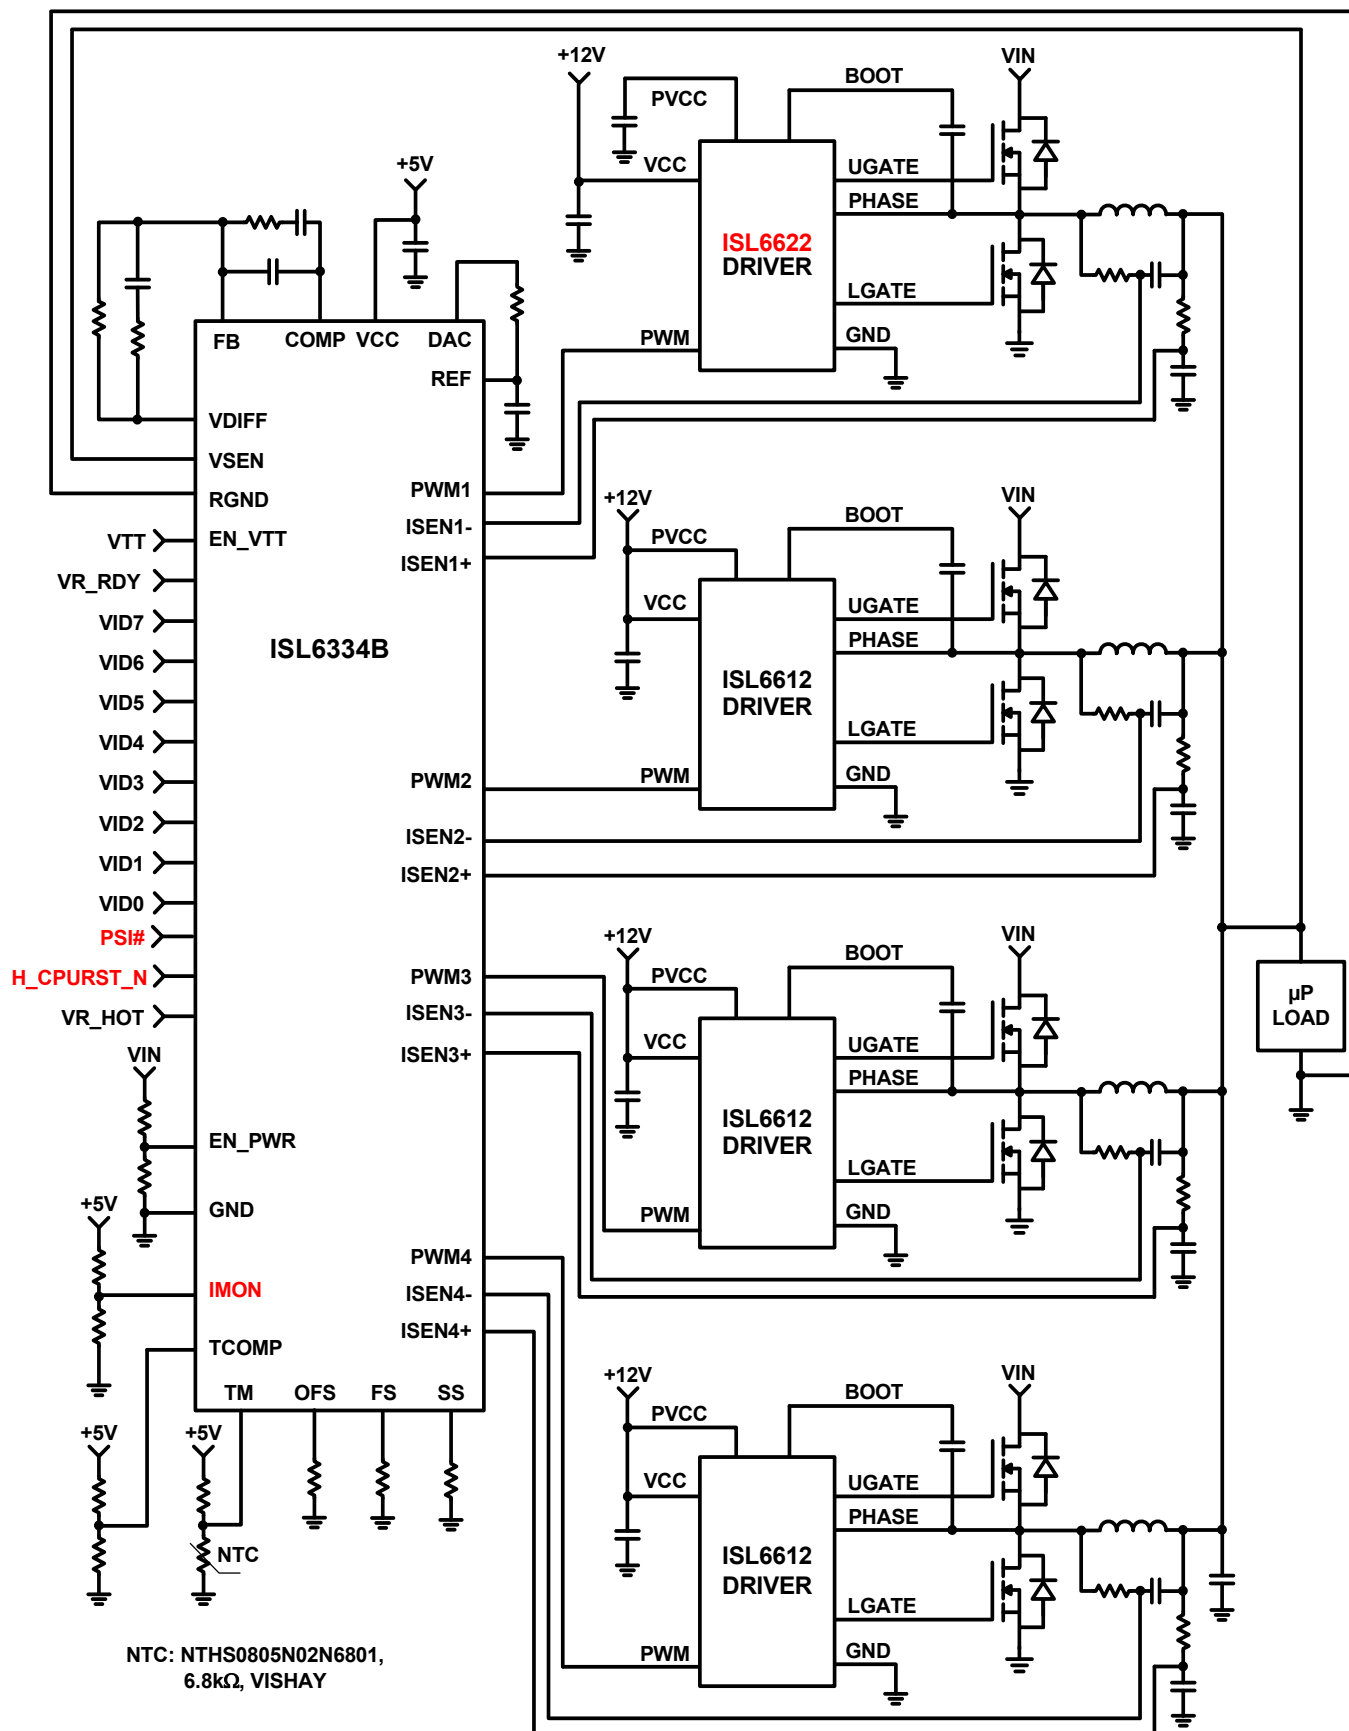 +12V
VIN
BOOT
PVCC
+5V
VCC
UGATE
PHASE
ISL6622
DRIVER
LGATE
GND
PWM
FB
COMP
VCC
DAC
REF
VDIFF
VSEN
RGND
VTT
EN_VTT
VR_RDY
VID7
VID6
VID5
VID4
VID3
VID2
VID1
VID0
PSI#
H_CPURST_N
VR_HOT
VIN
EN_PWR
GND
+5V
IMON
TCOMP
TM
OFS
FS
SS
+5V
+5V
NTC
NTC: NTHS0805N02N6801,
6.8kΩ, VISHAY
ISL6334B
PWM1
ISEN1-
ISEN1+
PWM2
ISEN2-
ISEN2+
PWM3
ISEN3-
ISEN3+
PWM4
ISEN4-
ISEN4+
+12V
VIN
BOOT
PVCC
VCC
UGATE
PHASE
ISL6612
DRIVER
LGATE
GND
PWM
+12V
VIN
BOOT
PVCC
VCC
UGATE
PHASE
ISL6612
DRIVER
LGATE
GND
PWM
µP
LOAD
+12V
VIN
BOOT
PVCC
VCC
UGATE
PHASE
ISL6612
DRIVER
LGATE
GND
PWM